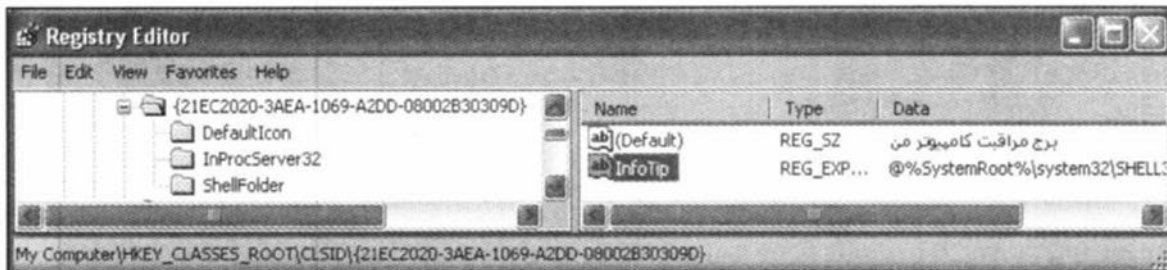 Registry Editor
File Edit View Favorites Help
{21EC2020-3AEA-1069-A2DD-08002B30309D}
DefaultIcon
InProcServer32
ShellFolder
Name Type Data
ab (Default) REG_SZ برج مراقبت کامپیوتر من
ab InfoTip REG_EXP... @%SystemRoot%\system32\SHELL3
My Computer\HKEY_CLASSES_ROOT\CLSID\{21EC2020-3AEA-1069-A2DD-08002B30309D}